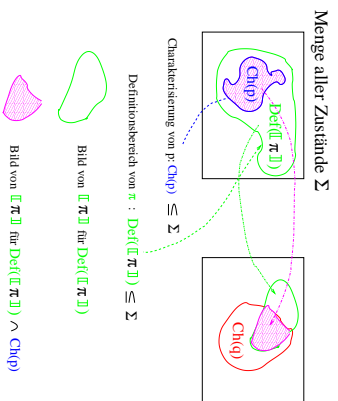 Menge aller Zustände Σ
Ch(p)
Def(⟦π⟧)
Ch(q)
Charakterisierung von p: Ch(p) ⊆ Σ
Definitionsbereich von π : Def(⟦π⟧) ⊆ Σ
Bild von ⟦π⟧ für Def(⟦π⟧)
Bild von ⟦π⟧ für Def(⟦π⟧) ∧ Ch(p)